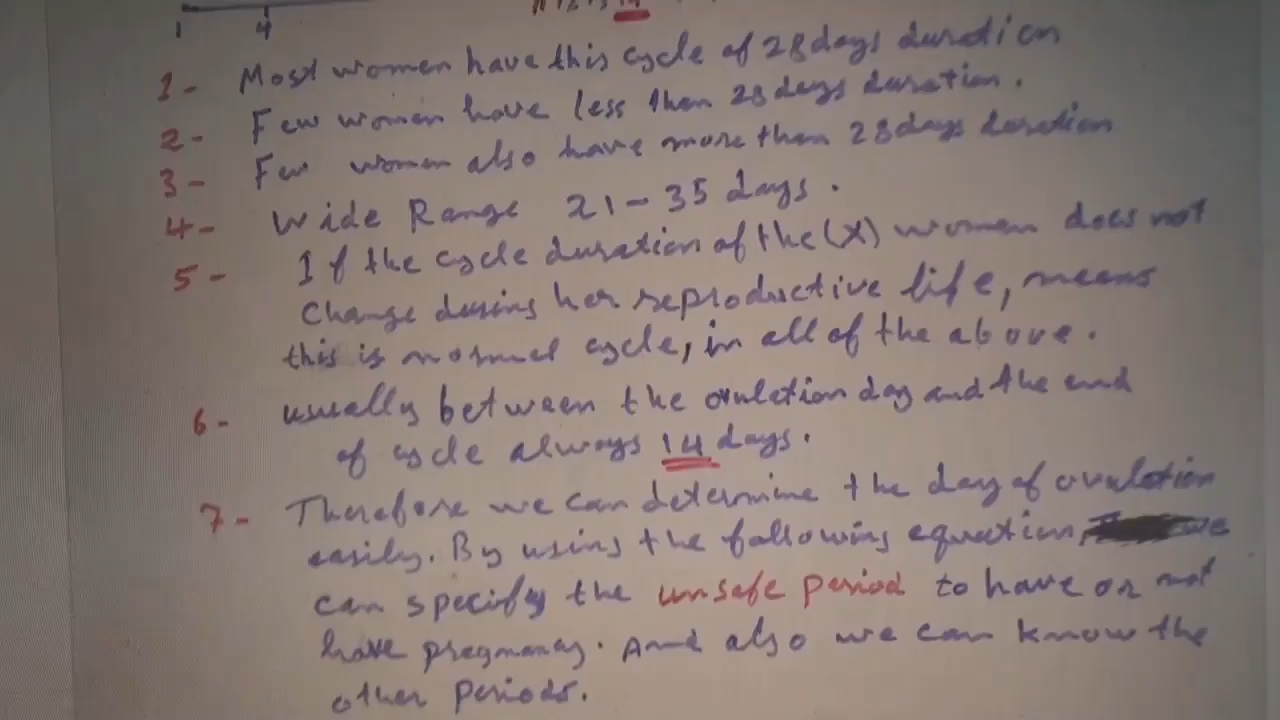 1 4 14
1- Most women have this cycle of 28 days duration
2- Few women have less than 28 days duration.
3- Few women also have more than 28 days duration
4- Wide Range 21-35 days.
5- If the cycle duration of the (X) women does not
change during her reproductive life, means
this is normal cycle, in all of the above.
6- usually between the ovulation day and the end
of cycle always 14 days.
7- Therefore we can determine the day of ovulation
easily. By using the following equation, we
can specify the unsafe period to have or not
have pregnancy. And also we can know the
other periods.